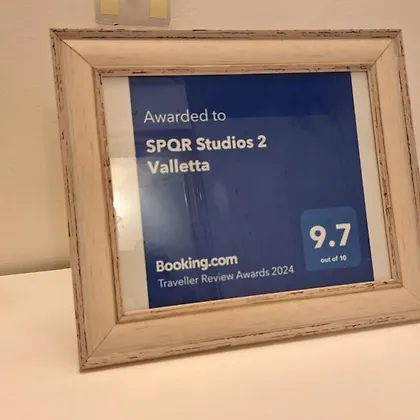 Awarded to
SPQR Studios 2
Valletta
9.7
out of 10
Booking.com
Traveller Review Awards 2024